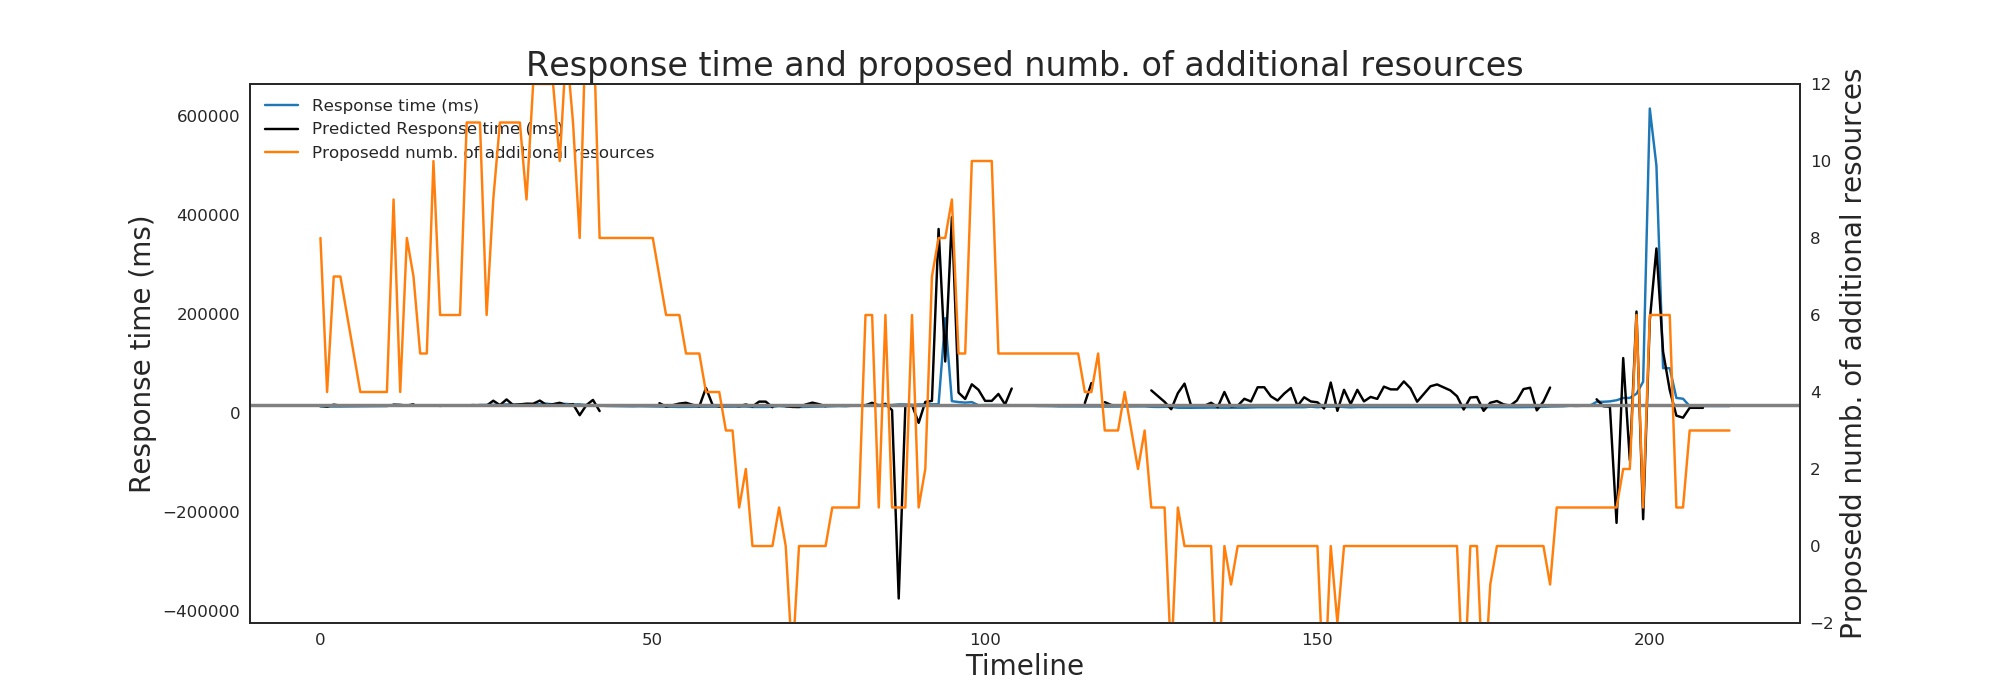 Response time and proposed numb. of additional resources
Response time (ms)
Predicted Response time (ms)
Proposedd numb. of additional resources
Response time (ms)
600000
400000
200000
0
−200000
−400000
12
10
8
6
4
2
0
−2
Proposedd numb. of additional resources
0
50
100
150
200
Timeline